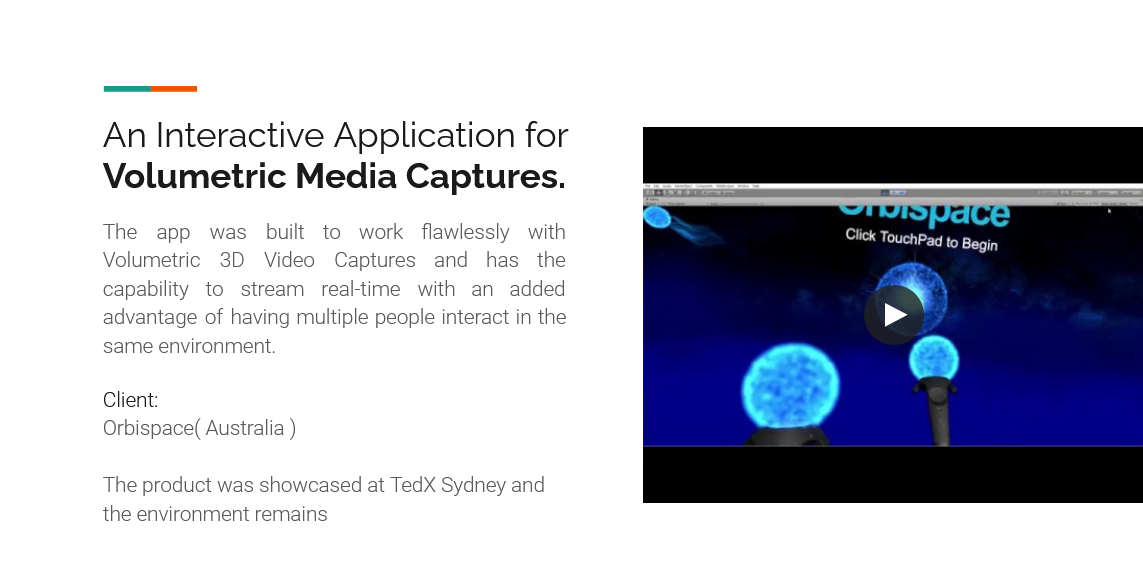 An Interactive Application for
Volumetric Media Captures.
The app was built to work flawlessly with
Volumetric 3D Video Captures and has the
capability to stream real-time with an added
advantage of having multiple people interact in the
same environment.
Client:
Orbispace( Australia )
The product was showcased at TedX Sydney and
the environment remains
Orbispace
Click TouchPad to Begin